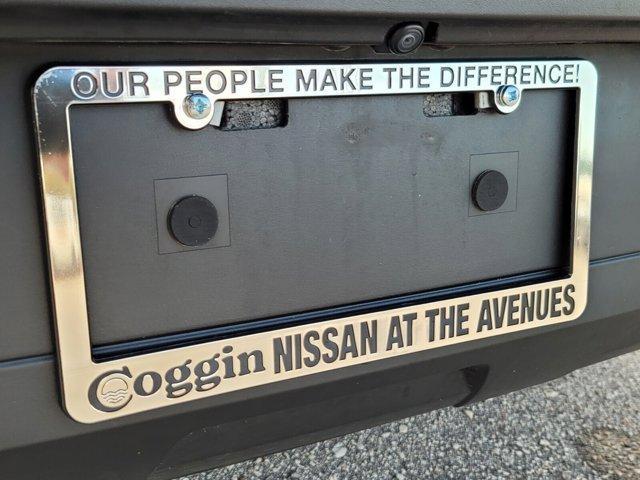 OUR PEOPLE MAKE THE DIFFERENCE!
Coggin NISSAN AT THE AVENUES